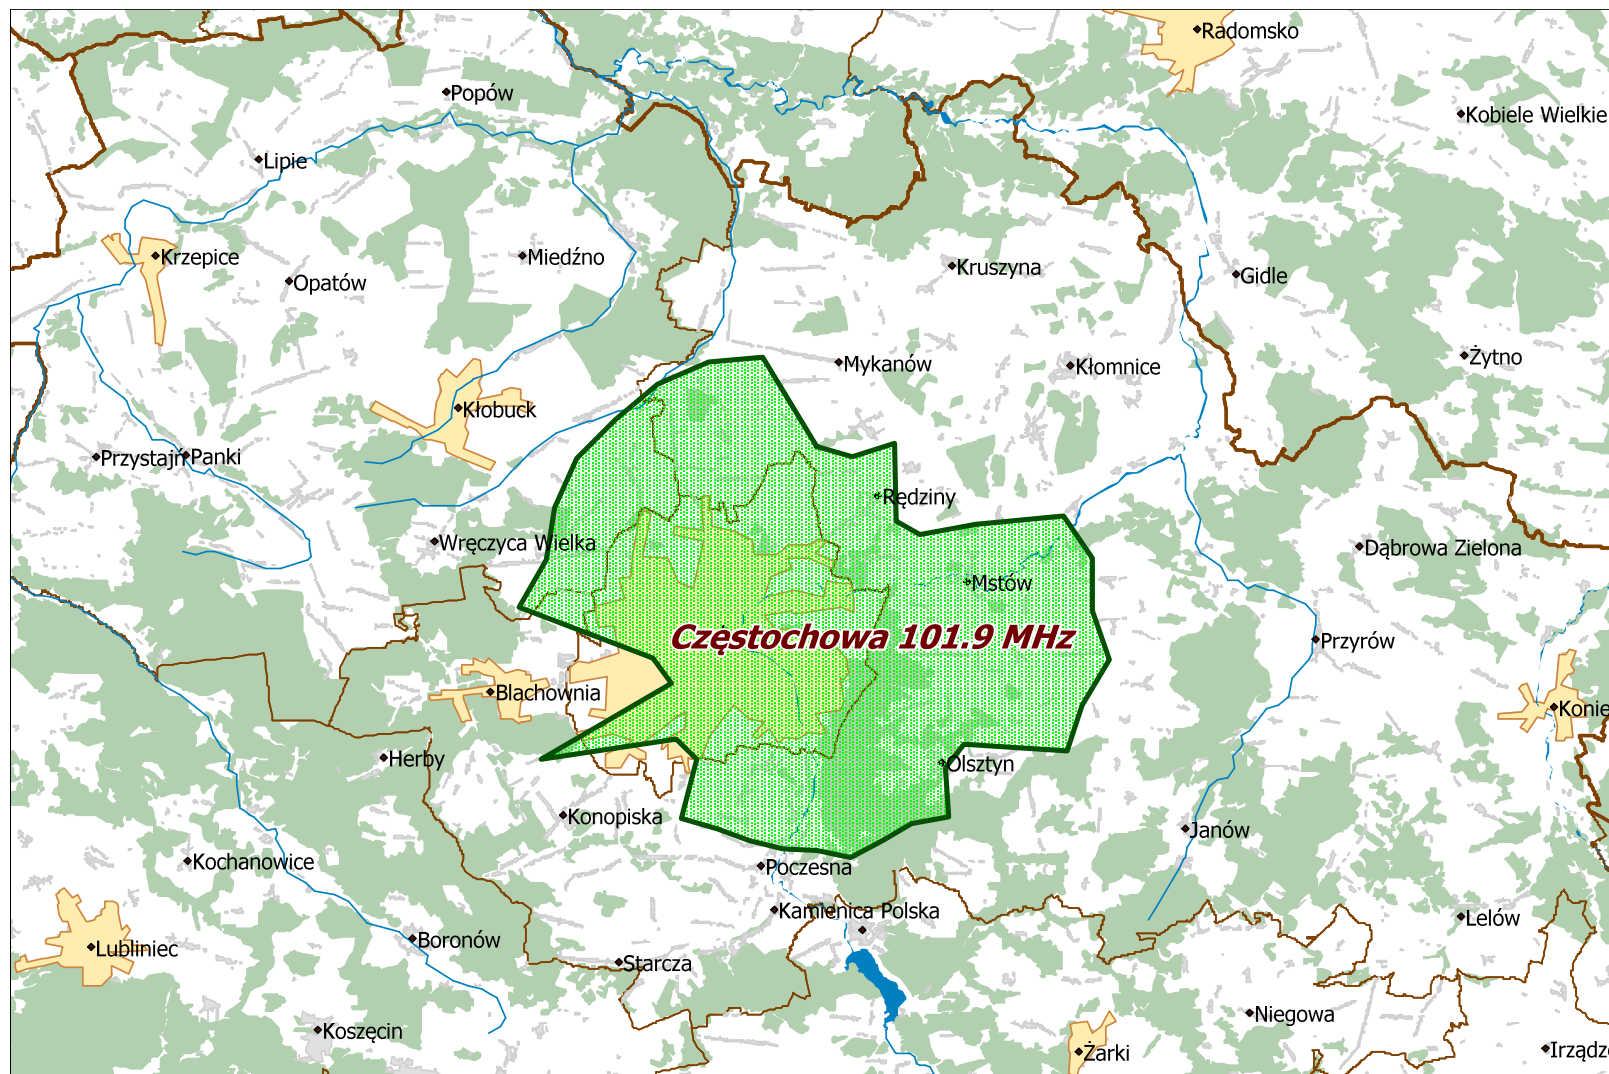 Radomsko
Popów
Kobiele Wielkie
Lipie
Krzepice
Miedźno
Kruszyna
Gidle
Opatów
Mykanów
Kłomnice
Żytno
Kłobuck
Przystajń
Panki
Rędziny
Wręczyca Wielka
Dąbrowa Zielona
Mstów
Częstochowa 101.9 MHz
Przyrów
Blachownia
Konie
Herby
Olsztyn
Konopiska
Janów
Kochanowice
Poczesna
Kamienica Polska
Lelów
Boronów
Lubliniec
Starcza
Niegowa
Koszęcin
Żarki
Irządze